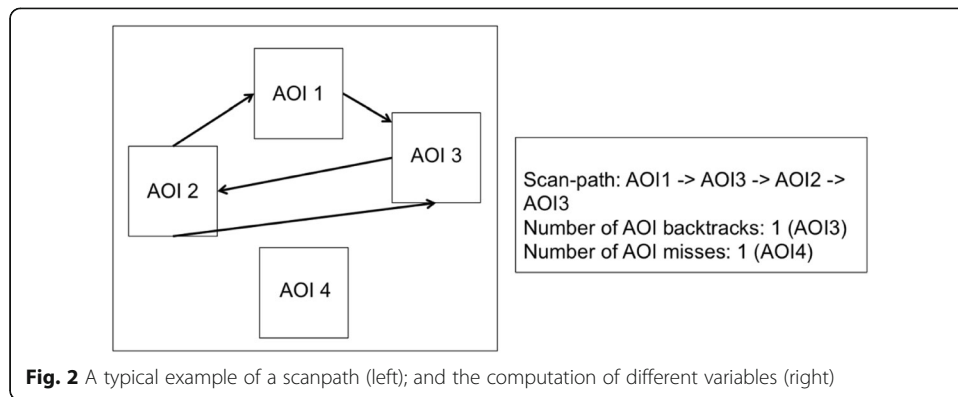 AOI 1
AOI 3
AOI 2
AOI 4
Scan-path: AOI1 -> AOI3 -> AOI2 ->
AOI3
Number of AOI backtracks: 1 (AOI3)
Number of AOI misses: 1 (AOI4)
Fig. 2 A typical example of a scanpath (left); and the computation of different variables (right)